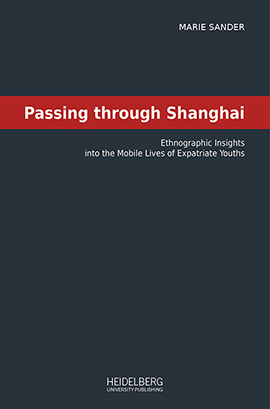 MARIE SANDER
Passing through Shanghai
Ethnographic Insights
into the Mobile Lives of Expatriate Youths
HEIDELBERG
UNIVERSITY PUBLISHING